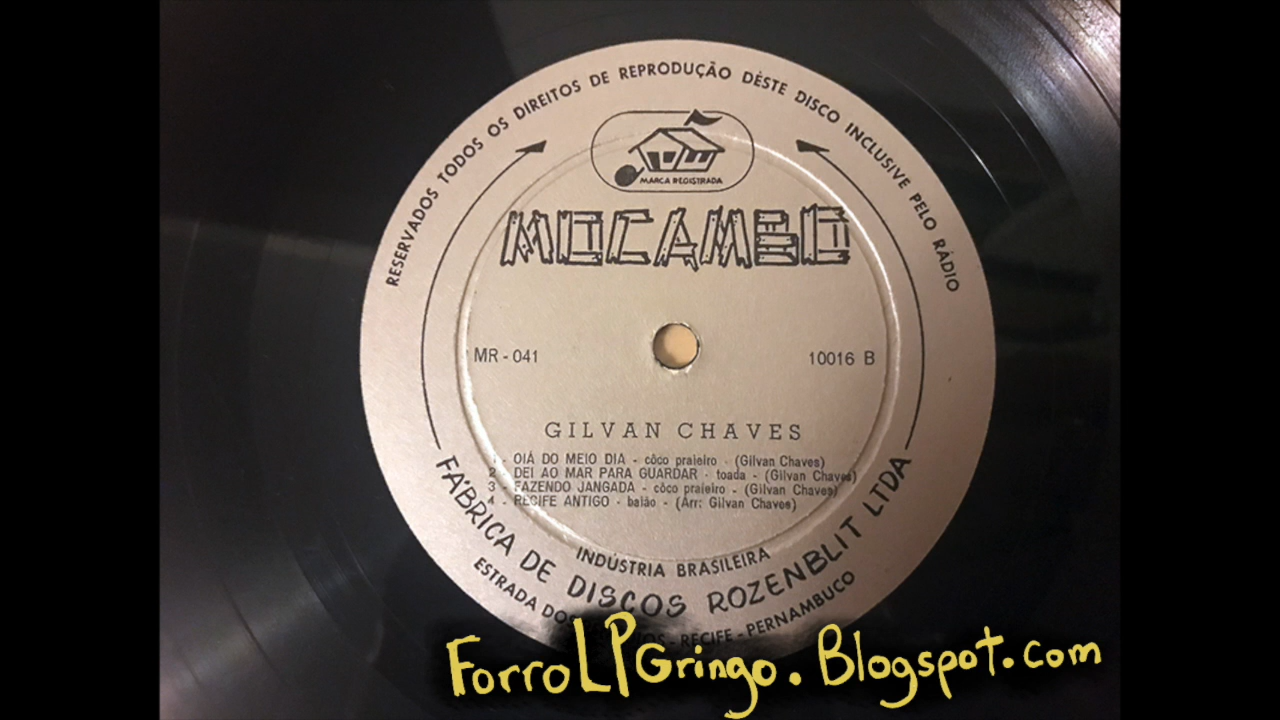 RESERVADOS TODOS OS DIREITOS DE REPRODUÇÃO DÊSTE DISCO INCLUSIVE PELO RÁDIO
MARCA REGISTRADA
MOCAMBO
MR - 041
10016 B
GILVAN CHAVES
1 - OIÁ DO MEIO DIA - côco praieiro - (Gilvan Chaves)
2 - DEI AO MAR PARA GUARDAR - toada - (Gilvan Chaves)
3 - FAZENDO JANGADA - côco praieiro - (Gilvan Chaves)
4 - RECIFE ANTIGO - baião - (Arr: Gilvan Chaves)
INDÚSTRIA BRASILEIRA
FÁBRICA DE DISCOS ROZENBLIT LTDA
ESTRADA DOS - RECIFE - PERNAMBUCO
ForroLPGringo.Blogspot.com